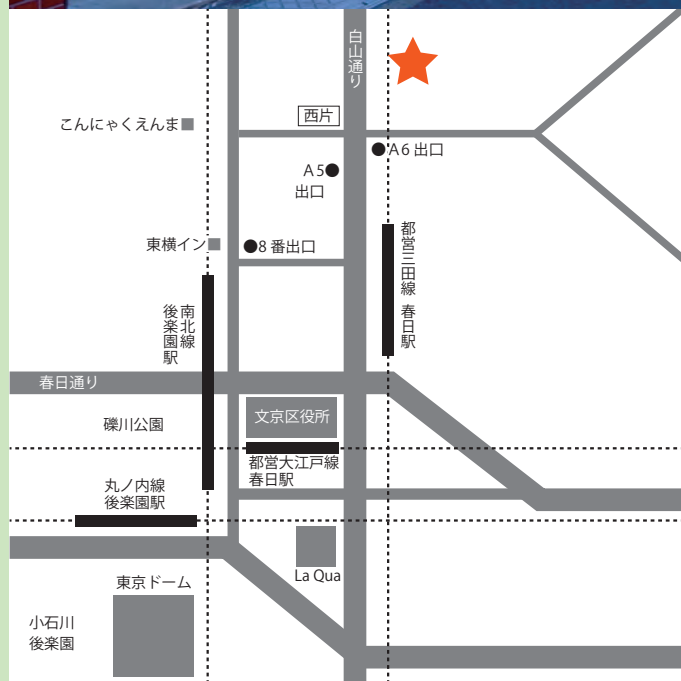 白山通り
西片
こんにゃくえんま
A6 出口
A5
出口
東横イン
8 番出口
都営三田線 春日駅
南北線
後楽園駅
春日通り
文京区役所
礫川公園
都営大江戸線
春日駅
丸ノ内線
後楽園駅
La Qua
東京ドーム
小石川
後楽園